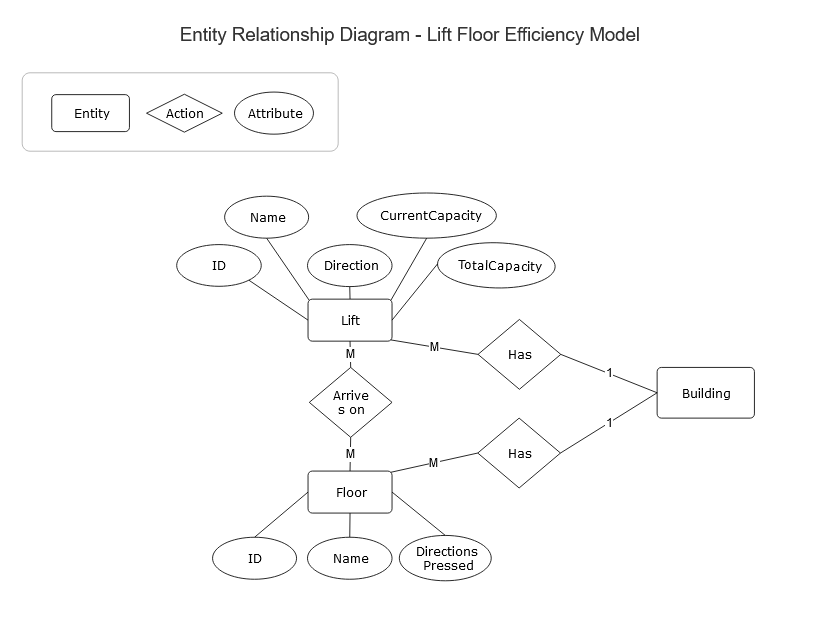 Entity Relationship Diagram - Lift Floor Efficiency Model
Entity
Action
Attribute
Name
CurrentCapacity
ID
Direction
TotalCapacity
Lift
M
M
Has
1
Building
Arrive
s on
M
M
Has
1
Floor
ID
Name
Directions
Pressed